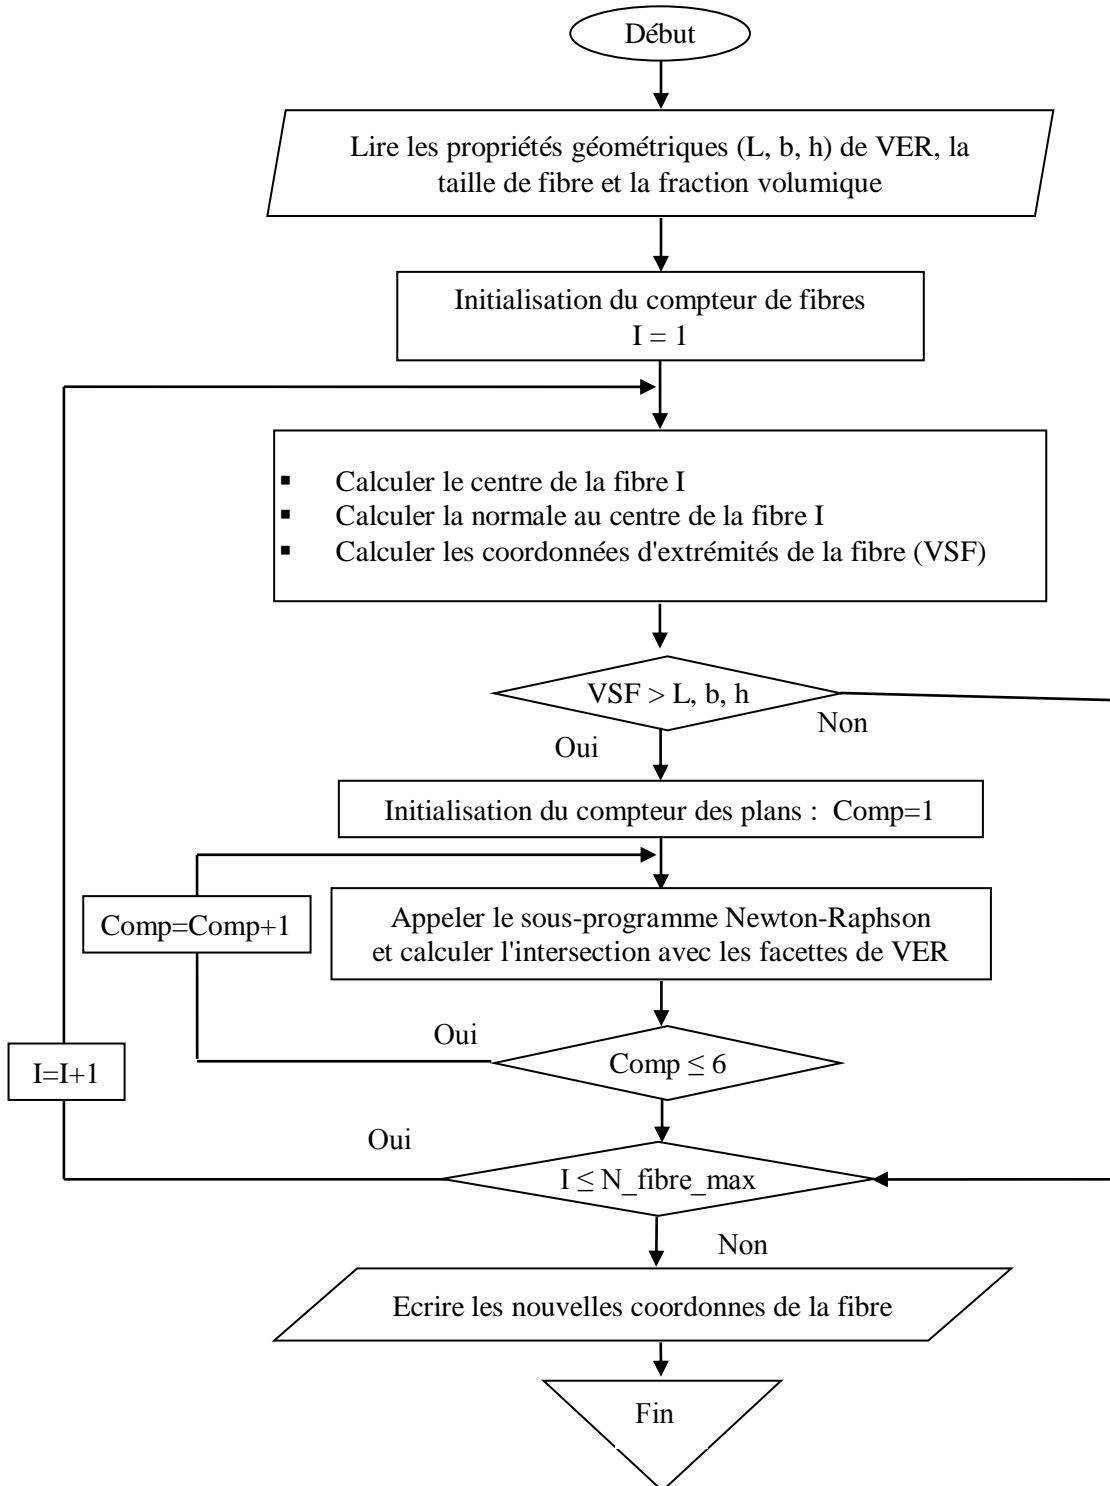 Début
Lire les propriétés géométriques (L, b, h) de VER, la
taille de fibre et la fraction volumique
Initialisation du compteur de fibres
I = 1
▪ Calculer le centre de la fibre I
▪ Calculer la normale au centre de la fibre I
▪ Calculer les coordonnées d'extrémités de la fibre (VSF)
VSF > L, b, h
Non
Oui
Initialisation du compteur des plans : Comp=1
Comp=Comp+1
Appeler le sous-programme Newton-Raphson
et calculer l'intersection avec les facettes de VER
Oui
Comp ≤ 6
I=I+1
Oui
I ≤ N_fibre_max
Non
Ecrire les nouvelles coordonnes de la fibre
Fin